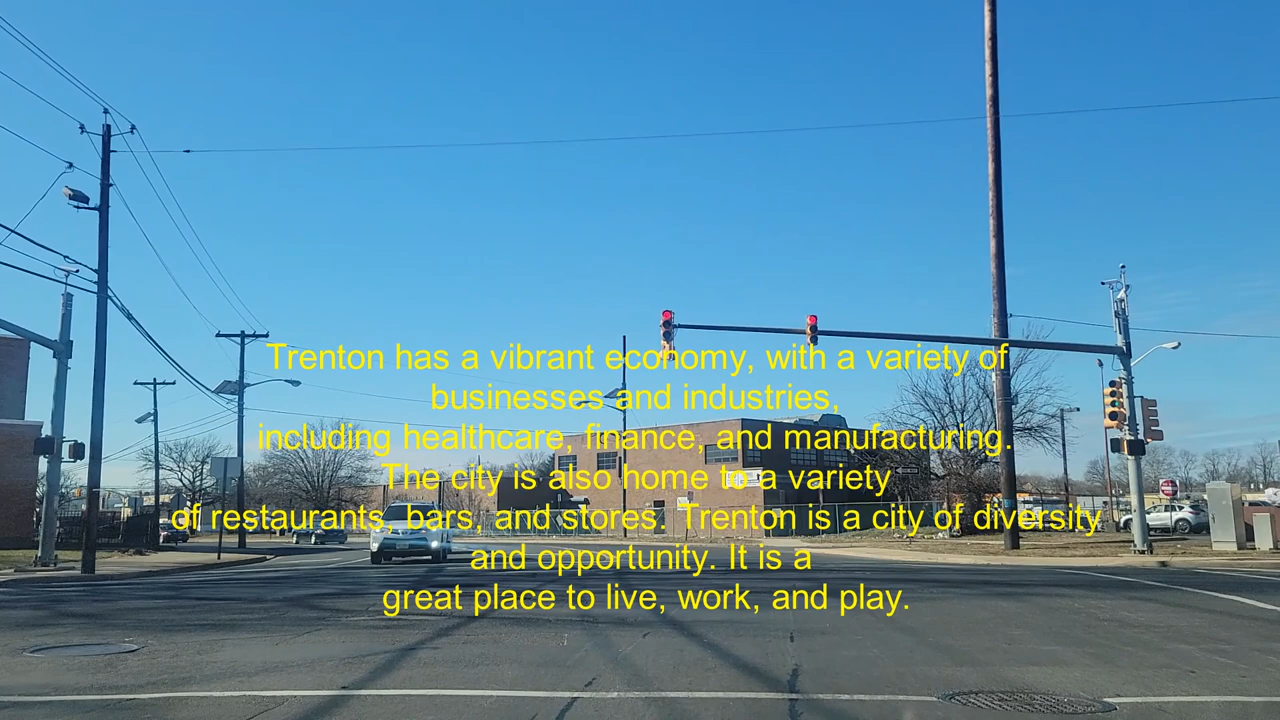 Trenton has a vibrant economy, with a variety of
businesses and industries,
including healthcare, finance, and manufacturing.
The city is also home to a variety
of restaurants, bars, and stores. Trenton is a city of diversity
and opportunity. It is a
great place to live, work, and play.